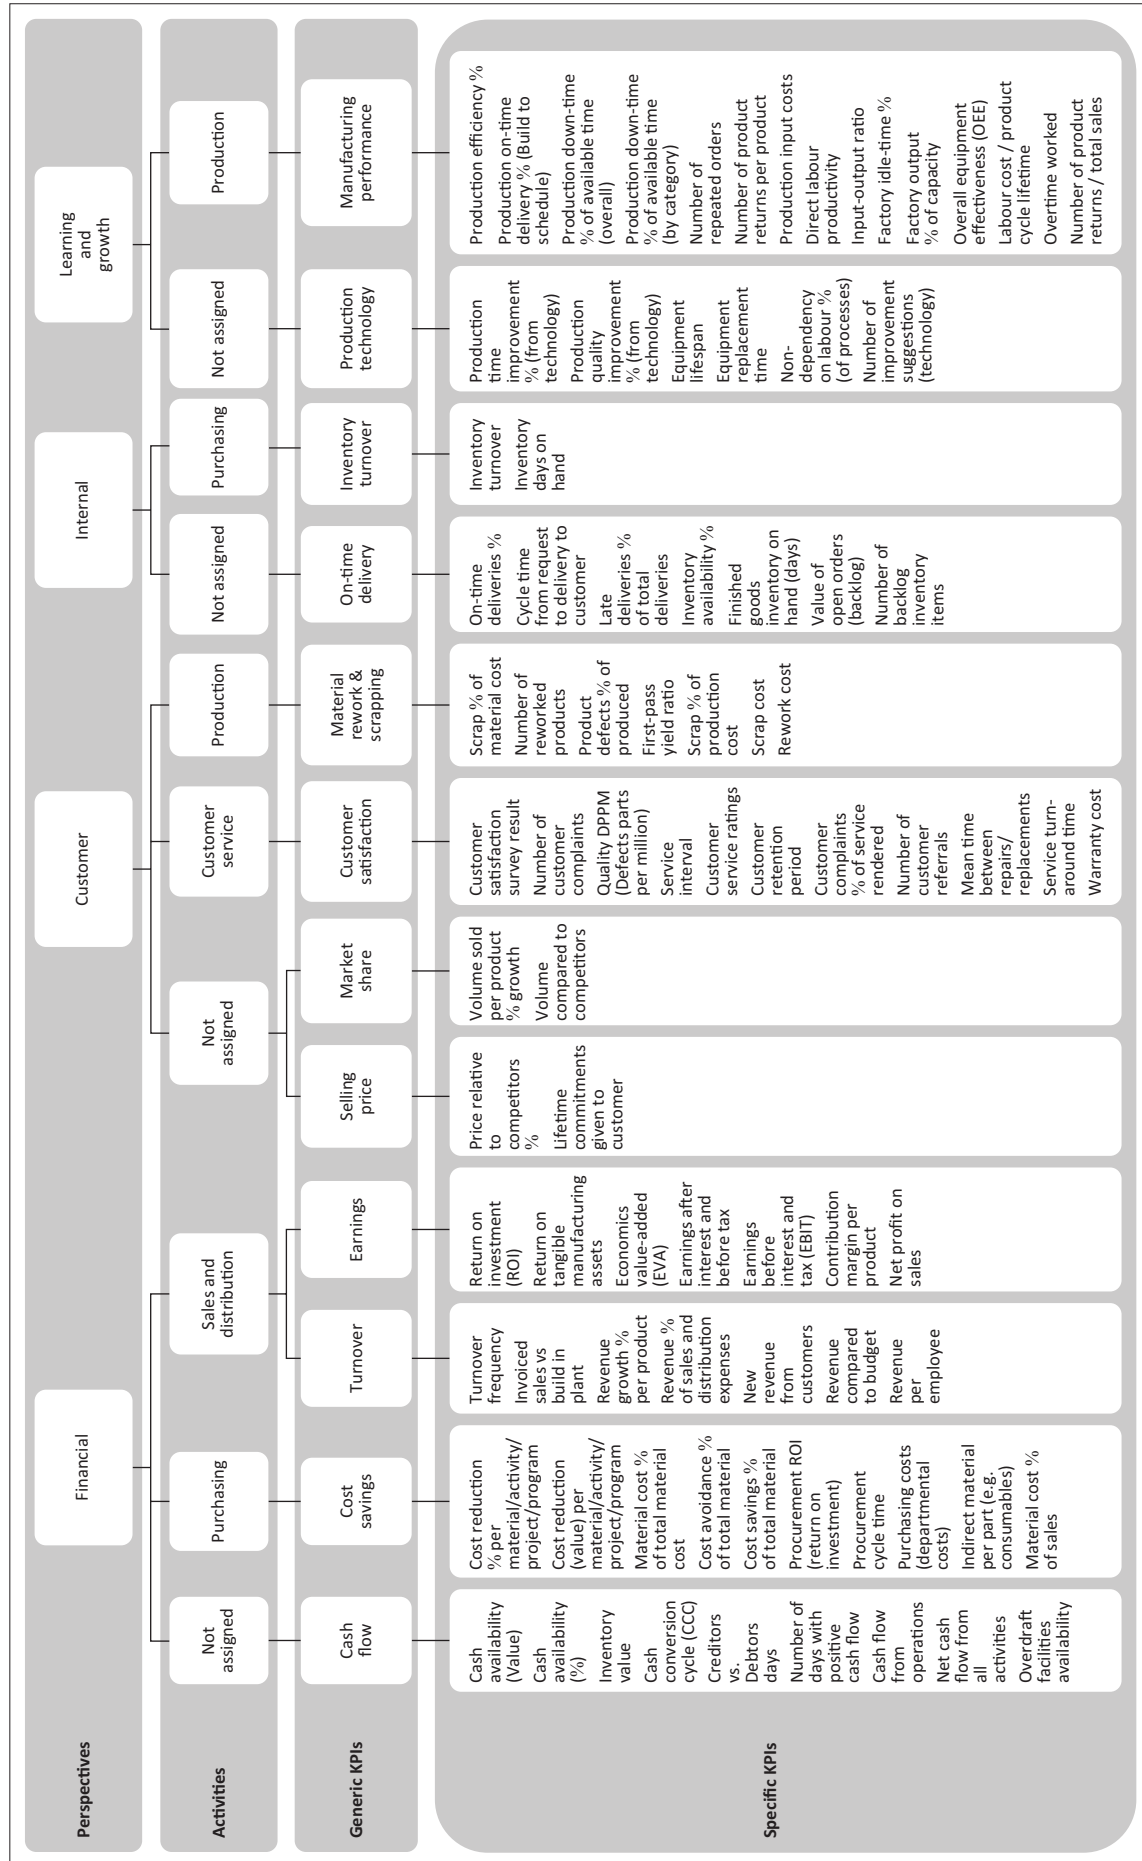 Perspectives
Financial
Customer
Internal
Learning
and
growth
Activities
Not
assigned
Purchasing
Sales and
distribution
Not
assigned
Customer
service
Production
Not assigned
Purchasing
Not assigned
Production
Generic KPIs
Cash
flow
Cost
savings
Turnover
Earnings
Selling
price
Market
share
Customer
satisfaction
Material
rework &
scrapping
On-time
delivery
Inventory
turnover
Production
technology
Manufacturing
performance
Specific KPIs
Cash
availability
(Value)
Cash
availability
(%)
Inventory
value
Cash
conversion
cycle (CCC)
Creditors
vs.
Debtors
days
Number of
days with
positive
cash flow
Cash flow
from
operations
Net cash
flow from
all
activities
Overdraft
facilities
availability
Cost reduction
% per
material/activity/
project/program
Cost reduction
(value) per
material/activity/
project/program
Material cost %
of total material
cost
Cost avoidance %
of total material
Cost savings %
of total material
Procurement ROI
(return on
investment)
Procurement
cycle time
Purchasing costs
(departmental
costs)
Indirect material
per part (e.g.
consumables)
Material cost %
of sales
Turnover
frequency
Invoiced
sales vs
build in
plant
Revenue
growth %
per product
Revenue %
of sales and
distribution
expenses
New
revenue
from
customers
Revenue
compared
to budget
Revenue
per
employee
Return on
investment
(ROI)
Return on
tangible
manufacturing
assets
Economics
value-added
(EVA)
Earnings after
interest and
before tax
Earnings
before
interest and
tax (EBIT)
Contribution
margin per
product
Net profit on
sales
Price relative
to
competitors
%
Lifetime
commitments
given to
customer
Volume sold
per product
% growth
Volume
compared to
competitors
Customer
satisfaction
survey result
Number of
customer
complaints
Quality DPPM
(Defects parts
per million)
Service
interval
Customer
service ratings
Customer
retention
period
Customer
complaints
% of service
rendered
Number of
customer
referrals
Mean time
between
repairs/
replacements
Service turn-
around time
Warranty cost
Scrap % of
material cost
Number of
reworked
products
Product
defects % of
produced
First-pass
yield ratio
Scrap % of
production
cost
Scrap cost
Rework cost
On-time
deliveries %
Cycle time
from request
to delivery to
customer
Late
deliveries %
of total
deliveries
Inventory
availability %
Finished
goods
inventory on
hand (days)
Value of
open orders
(backlog)
Number of
backlog
inventory
items
Inventory
turnover
Inventory
days on
hand
Production
time
improvement
% (from
technology)
Production
quality
improvement
% (from
technology)
Equipment
lifespan
Equipment
replacement
time
Non-
dependency
on labour %
(of processes)
Number of
improvement
suggestions
(technology)
Production efficiency %
Production on-time
delivery % (Build to
schedule)
Production down-time
% of available time
(overall)
Production down-time
% of available time
(by category)
Number of
repeated orders
Number of product
returns per product
Production input costs
Direct labour
productivity
Input-output ratio
Factory idle-time %
Factory output
% of capacity
Overall equipment
effectiveness (OEE)
Labour cost / product
cycle lifetime
Overtime worked
Number of product
returns / total sales